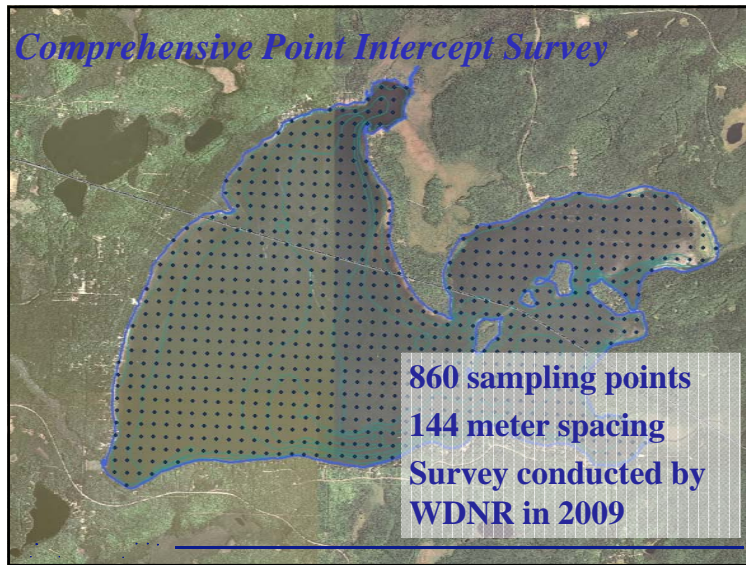 Comprehensive Point Intercept Survey
860 sampling points
144 meter spacing
Survey conducted by
WDNR in 2009